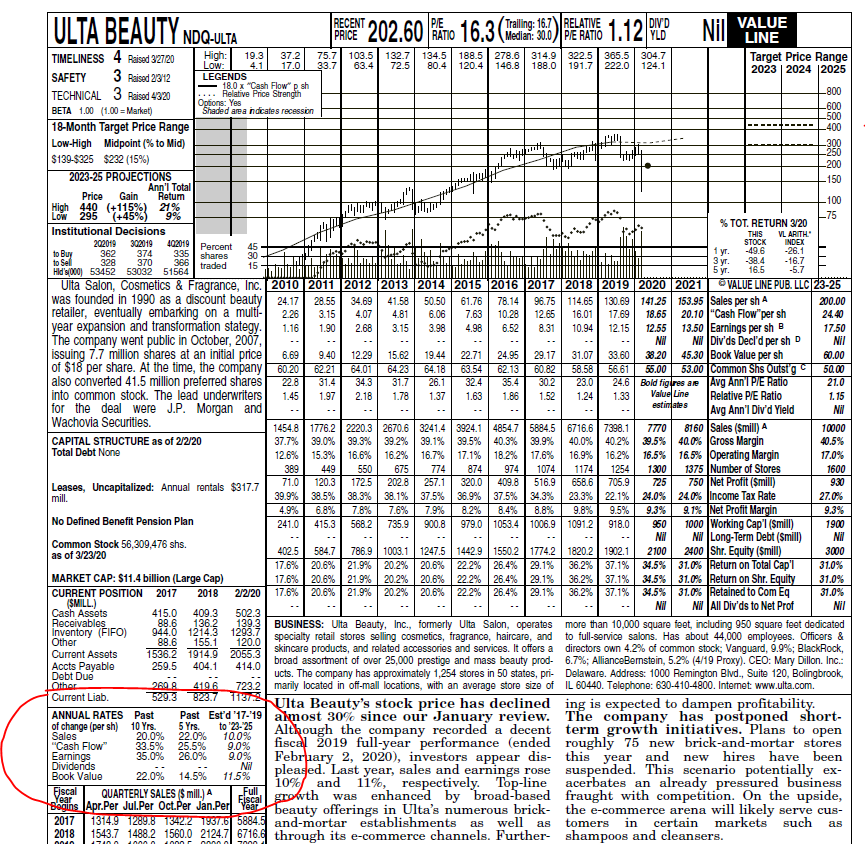 ULTA BEAUTY NDQ-ULTA
RECENT PRICE 202.60 P/E RATIO 16.3 (Trailing: 16.7 Median: 30.0) RELATIVE P/E RATIO 1.12 DIV'D YLD Nil VALUE LINE
TIMELINESS 4 Raised 3/27/20
SAFETY 3 Raised 2/3/12
TECHNICAL 3 Raised 4/3/20
BETA 1.00 (1.00 = Market)
18-Month Target Price Range
Low-High Midpoint (% to Mid)
$139-$325 $232 (15%)
2023-25 PROJECTIONS
Ann'l Total
Price Gain Return
High 440 (+115%) 21%
Low 295 (+45%) 9%
Institutional Decisions
2Q2019 3Q2019 4Q2019
to Buy 362 374 335
to Sell 328 370 366
Hld's(000) 53452 53032 51564
High: 19.3 37.2 75.7 103.5 132.7 134.5 188.5 278.6 314.9 322.5 365.5 304.7
Low: 4.1 17.0 33.7 63.4 72.5 80.4 120.4 146.8 188.0 191.7 222.0 124.1
LEGENDS
18.0 x "Cash Flow" p sh
Relative Price Strength
Options: Yes
Shaded area indicates recession
Target Price Range
2023 2024 2025
800
600
500
400
300
250
200
150
100
75
Percent shares traded
45
30
15
% TOT. RETURN 3/20
THIS STOCK VL ARITH.* INDEX
1 yr. -49.6 -26.1
3 yr. -38.4 -16.7
5 yr. 16.5 -5.7
Ulta Salon, Cosmetics & Fragrance, Inc.
was founded in 1990 as a discount beauty
retailer, eventually embarking on a multi-
year expansion and transformation stategy.
The company went public in October, 2007,
issuing 7.7 million shares at an initial price
of $18 per share. At the time, the company
also converted 41.5 million preferred shares
into common stock. The lead underwriters
for the deal were J.P. Morgan and
Wachovia Securities.
CAPITAL STRUCTURE as of 2/2/20
Total Debt None
Leases, Uncapitalized: Annual rentals $317.7
mill.
No Defined Benefit Pension Plan
Common Stock 56,309,476 shs.
as of 3/23/20
MARKET CAP: $11.4 billion (Large Cap)
CURRENT POSITION 2017 2018 2/2/20
($MILL.)
Cash Assets 415.0 409.3 502.3
Receivables 88.6 136.2 139.3
Inventory (FIFO) 944.0 1214.3 1293.7
Other 88.6 155.1 120.0
Current Assets 1536.2 1914.9 2055.3
Accts Payable 259.5 404.1 414.0
Debt Due - - - - - -
Other 269.8 419.6 723.2
Current Liab. 529.3 823.7 1137.2
ANNUAL RATES Past Past Est'd '17-'19
of change (per sh) 10 Yrs. 5 Yrs. to '23-'25
Sales 20.0% 22.0% 10.0%
"Cash Flow" 33.5% 25.5% 9.0%
Earnings 35.0% 26.0% 9.0%
Dividends - - - - Nil
Book Value 22.0% 14.5% 11.5%
Fiscal Year Begins QUARTERLY SALES ($ mill.) A Full Fiscal Year
Apr.Per Jul.Per Oct.Per Jan.Per
2017 1314.9 1289.8 1342.2 1937.6 5884.5
2018 1543.7 1488.2 1560.0 2124.7 6716.6
2010 2011 2012 2013 2014 2015 2016 2017 2018 2019 2020 2021 © VALUE LINE PUB. LLC 23-25
24.17 28.55 34.69 41.58 50.50 61.76 78.14 96.75 114.65 130.69 141.25 153.95 Sales per sh A 200.00
2.26 3.15 4.07 4.81 6.06 7.63 10.28 12.65 16.01 17.69 18.65 20.10 "Cash Flow" per sh 24.40
1.16 1.90 2.68 3.15 3.98 4.98 6.52 8.31 10.94 12.15 12.55 13.50 Earnings per sh B 17.50
- - - - - - - - - - - - - - - - - - - - Nil Nil Div'ds Decl'd per sh D Nil
6.69 9.40 12.29 15.62 19.44 22.71 24.95 29.17 31.07 33.60 38.20 45.30 Book Value per sh 60.00
60.20 62.21 64.01 64.23 64.18 63.54 62.13 60.82 58.58 56.61 55.00 53.00 Common Shs Outst'g C 50.00
22.8 31.4 34.3 31.7 26.1 32.4 35.4 30.2 23.0 24.6 Bold figures are Avg Ann'l P/E Ratio 21.0
1.45 1.97 2.18 1.78 1.37 1.63 1.86 1.52 1.24 1.33 Value Line Relative P/E Ratio 1.15
- - - - - - - - - - - - - - - - - - - - estimates Avg Ann'l Div'd Yield Nil
1454.8 1776.2 2220.3 2670.6 3241.4 3924.1 4854.7 5884.5 6716.6 7398.1 7770 8160 Sales ($mill) A 10000
37.7% 39.0% 39.3% 39.2% 39.1% 39.5% 40.3% 39.9% 40.0% 40.2% 39.5% 40.0% Gross Margin 40.5%
12.6% 15.3% 16.6% 16.2% 16.7% 17.1% 18.2% 17.6% 16.9% 16.2% 16.5% 16.5% Operating Margin 17.0%
389 449 550 675 774 874 974 1074 1174 1254 1300 1375 Number of Stores 1600
71.0 120.3 172.5 202.8 257.1 320.0 409.8 516.9 658.6 705.9 725 750 Net Profit ($mill) 930
39.9% 38.5% 38.3% 38.1% 37.5% 36.9% 37.5% 34.3% 23.3% 22.1% 24.0% 24.0% Income Tax Rate 27.0%
4.9% 6.8% 7.8% 7.6% 7.9% 8.2% 8.4% 8.8% 9.8% 9.5% 9.3% 9.1% Net Profit Margin 9.3%
241.0 415.3 568.2 735.9 900.8 979.0 1053.4 1006.9 1091.2 918.0 950 1000 Working Cap'l ($mill) 1900
- - - - - - - - - - - - - - - - - - - - Nil Nil Long-Term Debt ($mill) Nil
402.5 584.7 786.9 1003.1 1247.5 1442.9 1550.2 1774.2 1820.2 1902.1 2100 2400 Shr. Equity ($mill) 3000
17.6% 20.6% 21.9% 20.2% 20.6% 22.2% 26.4% 29.1% 36.2% 37.1% 34.5% 31.0% Return on Total Cap'l 31.0%
17.6% 20.6% 21.9% 20.2% 20.6% 22.2% 26.4% 29.1% 36.2% 37.1% 34.5% 31.0% Return on Shr. Equity 31.0%
17.6% 20.6% 21.9% 20.2% 20.6% 22.2% 26.4% 29.1% 36.2% 37.1% 34.5% 31.0% Retained to Com Eq 31.0%
- - - - - - - - - - - - - - - - - - - - Nil Nil All Div'ds to Net Prof Nil
BUSINESS: Ulta Beauty, Inc., formerly Ulta Salon, operates
specialty retail stores selling cosmetics, fragrance, haircare, and
skincare products, and related accessories and services. It offers a
broad assortment of over 25,000 prestige and mass beauty prod-
ucts. The company has approximately 1,254 stores in 50 states, pri-
marily located in off-mall locations, with an average store size of
more than 10,000 square feet, including 950 square feet dedicated
to full-service salons. Has about 44,000 employees. Officers &
directors own 4.2% of common stock; Vanguard, 9.9%; BlackRock,
6.7%; AllianceBernstein, 5.2% (4/19 Proxy). CEO: Mary Dillon. Inc.:
Delaware. Address: 1000 Remington Blvd., Suite 120, Bolingbrook,
IL 60440. Telephone: 630-410-4800. Internet: www.ulta.com.
Ulta Beauty's stock price has declined
almost 30% since our January review.
Although the company recorded a decent
fiscal 2019 full-year performance (ended
February 2, 2020), investors appear dis-
pleased. Last year, sales and earnings rose
10% and 11%, respectively. Top-line
growth was enhanced by broad-based
beauty offerings in Ulta's numerous brick-
and-mortar establishments as well as
through its e-commerce channels. Further-
ing is expected to dampen profitability.
The company has postponed short-
term growth initiatives. Plans to open
roughly 75 new brick-and-mortar stores
this year and new hires have been
suspended. This scenario potentially ex-
acerbates an already pressured business
fraught with competition. On the upside,
the e-commerce arena will likely serve cus-
tomers in certain markets such as
shampoos and cleansers.